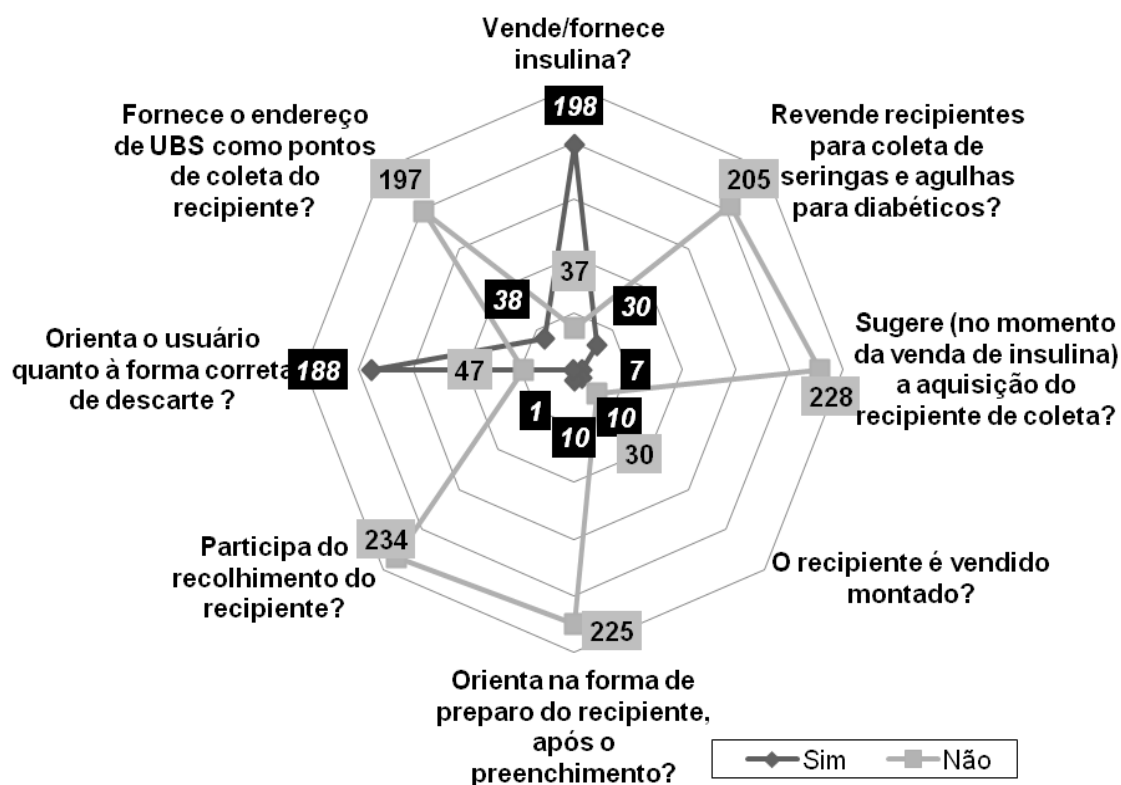 Vende/fornece
insulina?
198
Revende recipientes
para coleta de
seringas e agulhas
para diabéticos?
205
30
Sugere (no momento
da venda de insulina)
a aquisição do
recipiente de coleta?
7
228
O recipiente é vendido
montado?
10
30
Orienta na forma de
preparo do recipiente,
após o
preenchimento?
10
225
Participa do
recolhimento do
recipiente?
1
234
Orienta o usuário
quanto à forma correta
de descarte ?
188
47
Fornece o endereço
de UBS como pontos
de coleta do
recipiente?
197
38
37
Sim
Não